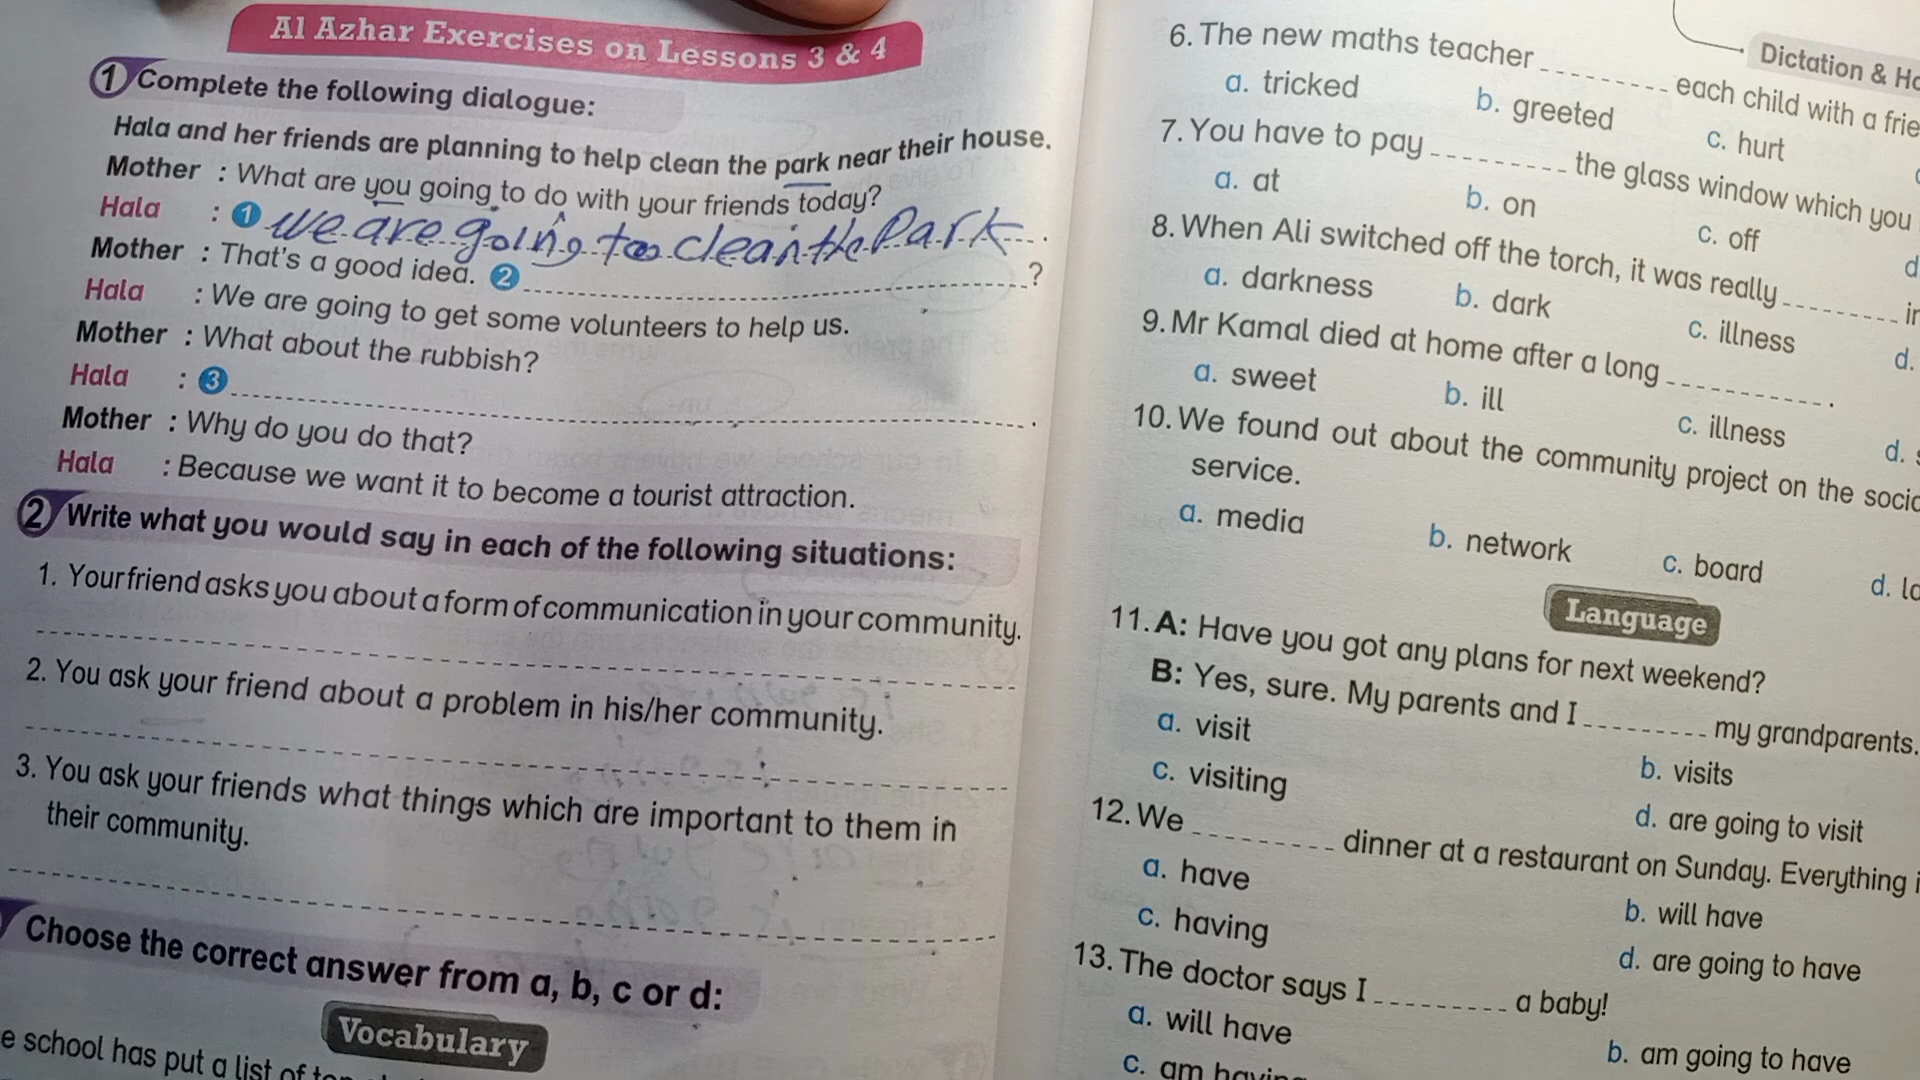 Al Azhar Exercises on Lessons 3 & 4
1 Complete the following dialogue:
Hala and her friends are planning to help clean the park near their house.
Mother : What are you going to do with your friends today?
Hala : 1 We are going to clean the Park .
Mother : That's a good idea. 2 ?
Hala : We are going to get some volunteers to help us.
Mother : What about the rubbish?
Hala : 3 .
Mother : Why do you do that?
Hala : Because we want it to become a tourist attraction.
2 Write what you would say in each of the following situations:
1. Your friend asks you about a form of communication in your community.
2. You ask your friend about a problem in his/her community.
3. You ask your friends what things which are important to them in
their community.
Choose the correct answer from a, b, c or d:
Vocabulary
school has put a list of
Dictation &
6. The new maths teacher each child with a
a. tricked b. greeted c. hurt
7. You have to pay the glass window which you
a. at b. on c. off d
8. When Ali switched off the torch, it was really
a. darkness b. dark c. illness d.
9. Mr Kamal died at home after a long .
a. sweet b. ill c. illness d.
10. We found out about the community project on the
service.
a. media b. network c. board d.
Language
11. A: Have you got any plans for next weekend?
B: Yes, sure. My parents and I my grandparents.
a. visit b. visits
c. visiting d. are going to visit
12. We dinner at a restaurant on Sunday. Everything
a. have b. will have
c. having d. are going to have
13. The doctor says I a baby!
a. will have b. am going to have
c. am having